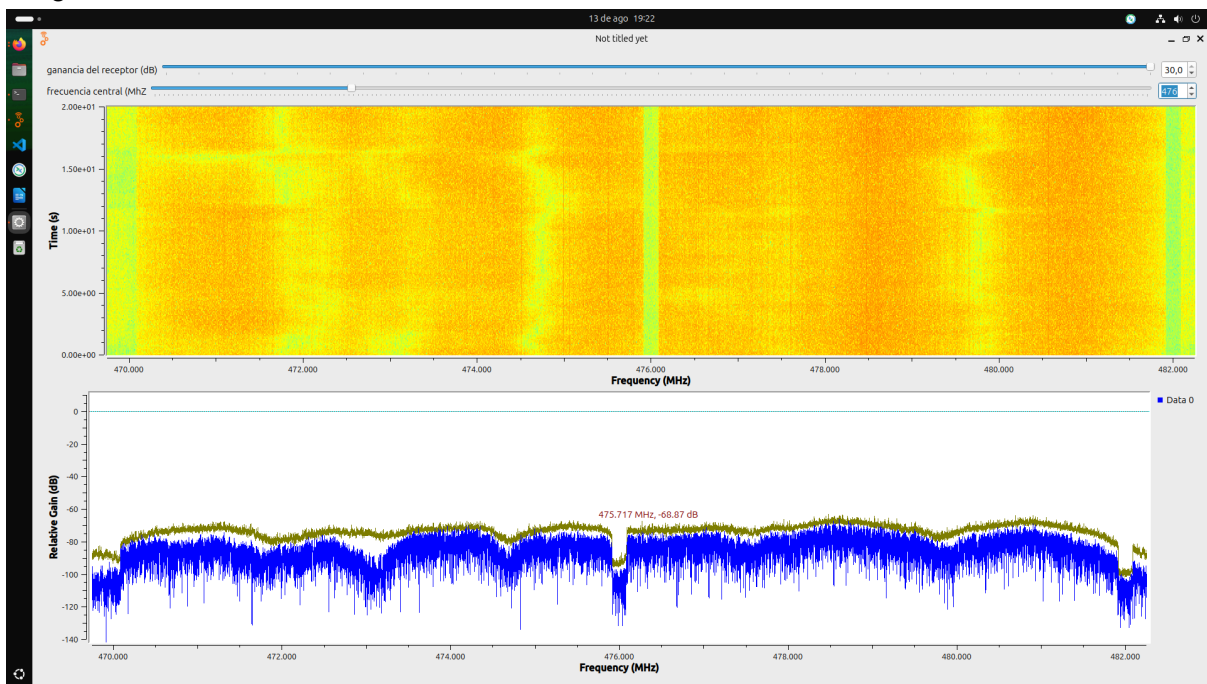 13 de ago 19:22
Not titled yet
ganancia del receptor (dB)
30,0
frecuencia central (MhZ
476
2.00e+01
1.50e+01
1.00e+01
5.00e+00
0.00e+00
Time (s)
470.000 472.000 474.000 476.000 478.000 480.000 482.000
Frequency (MHz)
Data 0
0
-20
-40
-60
-80
-100
-120
-140
Relative Gain (dB)
475.717 MHz, -68.87 dB
470.000 472.000 474.000 476.000 478.000 480.000 482.000
Frequency (MHz)